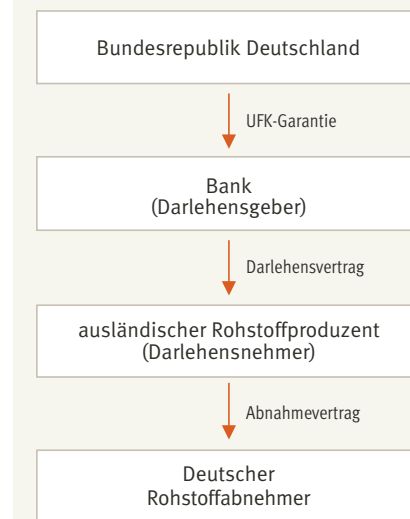 Bundesrepublik Deutschland
UFK-Garantie
Bank
(Darlehensgeber)
Darlehensvertrag
ausländischer Rohstoffproduzent
(Darlehensnehmer)
Abnahmevertrag
Deutscher
Rohstoffabnehmer